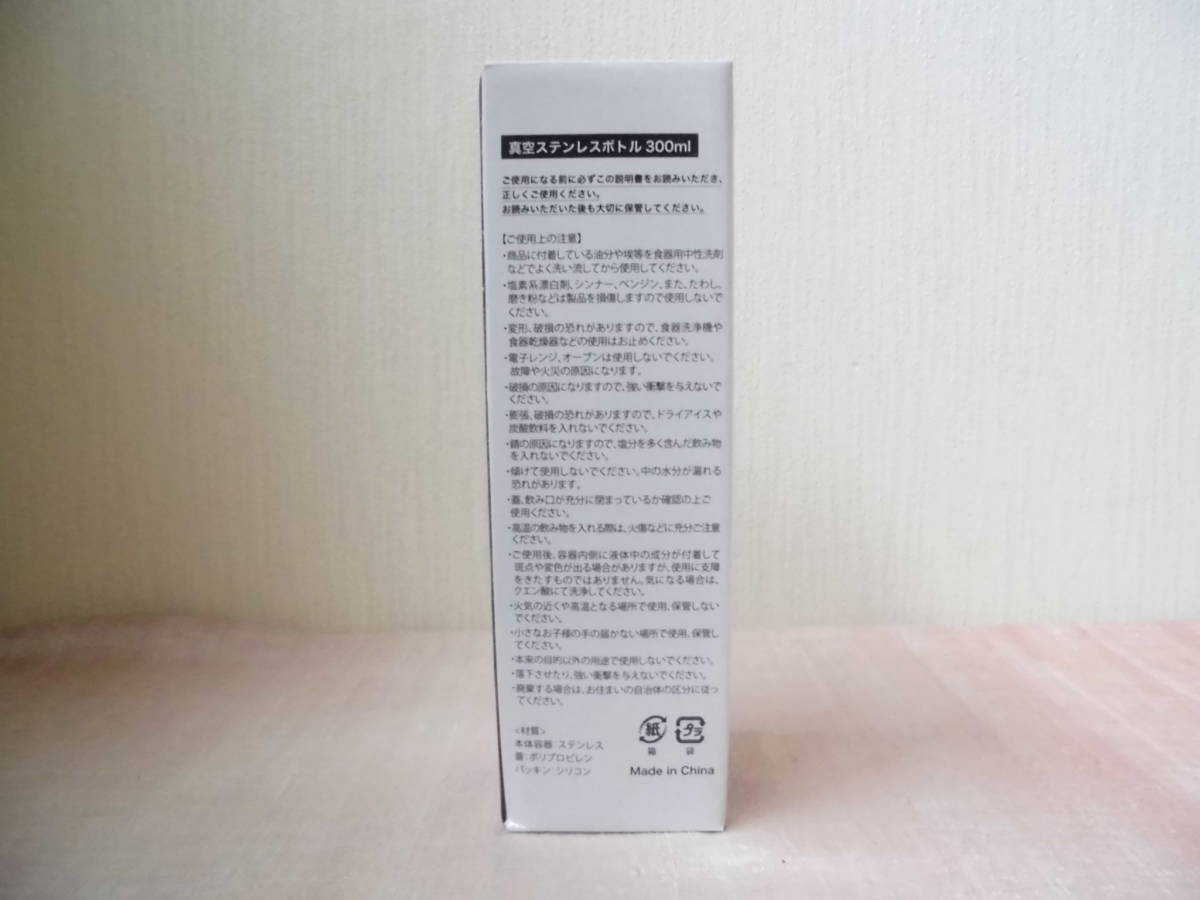 真空ステンレスボトル 300ml
ご使用になる前に必ずこの説明書をお読みいただき、
正しくご使用ください。
お読みいただいた後も大切に保管してください。
【ご使用上の注意】
・商品に付着している油分や埃等を食器用中性洗剤
などでよく洗い流してから使用してください。
・塩素系漂白剤、シンナー、ベンジン、また、たわし、
磨き粉などは製品を損傷しますので使用しないで
ください。
・変形、破損の恐れがありますので、食器洗浄機や
食器乾燥器などの使用はお止めください。
・電子レンジ、オーブンは使用しないでください。
故障や火災の原因になります。
・破損の原因になりますので、強い衝撃を与えないで
ください。
・膨張、破損の恐れがありますので、ドライアイスや
炭酸飲料を入れないでください。
・錆の原因になりますので、塩分を多く含んだ飲み物
を入れないでください。
・傾けて使用しないでください。中の水分が漏れる
恐れがあります。
・蓋、飲み口が充分に閉まっているか確認の上ご
使用ください。
・高温の飲み物を入れる際は、火傷などに充分ご注意
ください。
・ご使用後、容器内側に液体中の成分が付着して
斑点や変色が出る場合がありますが、使用に支障
をきたすものではありません。気になる場合は、
クエン酸にて洗浄してください。
・火気の近くや高温となる場所で使用、保管しない
でください。
・小さなお子様の手の届かない場所で使用、保管し
てください。
・本来の目的以外の用途で使用しないでください。
・落下させたり、強い衝撃を与えないでください。
・廃棄する場合は、お住まいの自治体の区分に従っ
てください。
<材質>
本体容器：ステンレス
蓋：ポリプロピレン
パッキン：シリコン
紙 プラ
箱 袋
Made in China